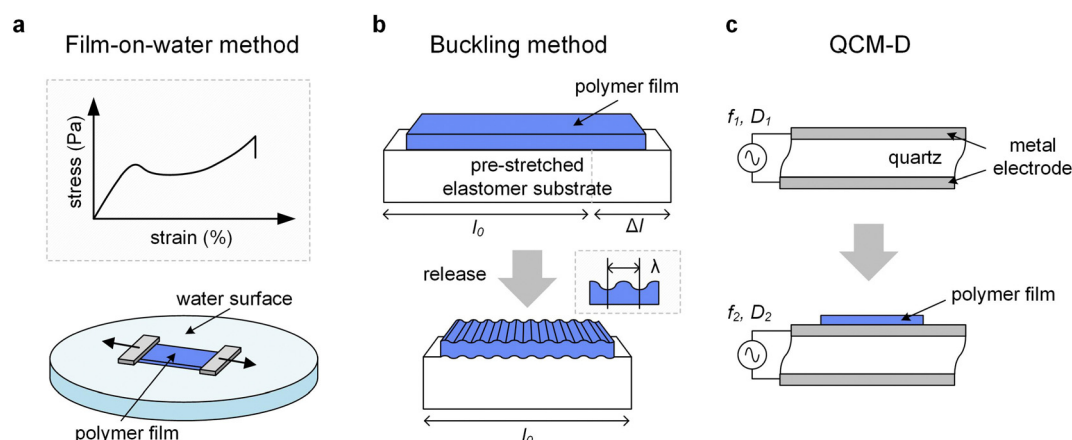 a
Film-on-water method
stress (Pa)
strain (%)
water surface
polymer film
b
Buckling method
polymer film
pre-stretched
elastomer substrate
l₀
Δl
release
λ
l₀
c
QCM-D
f₁, D₁
quartz
metal
electrode
polymer film
f₂, D₂